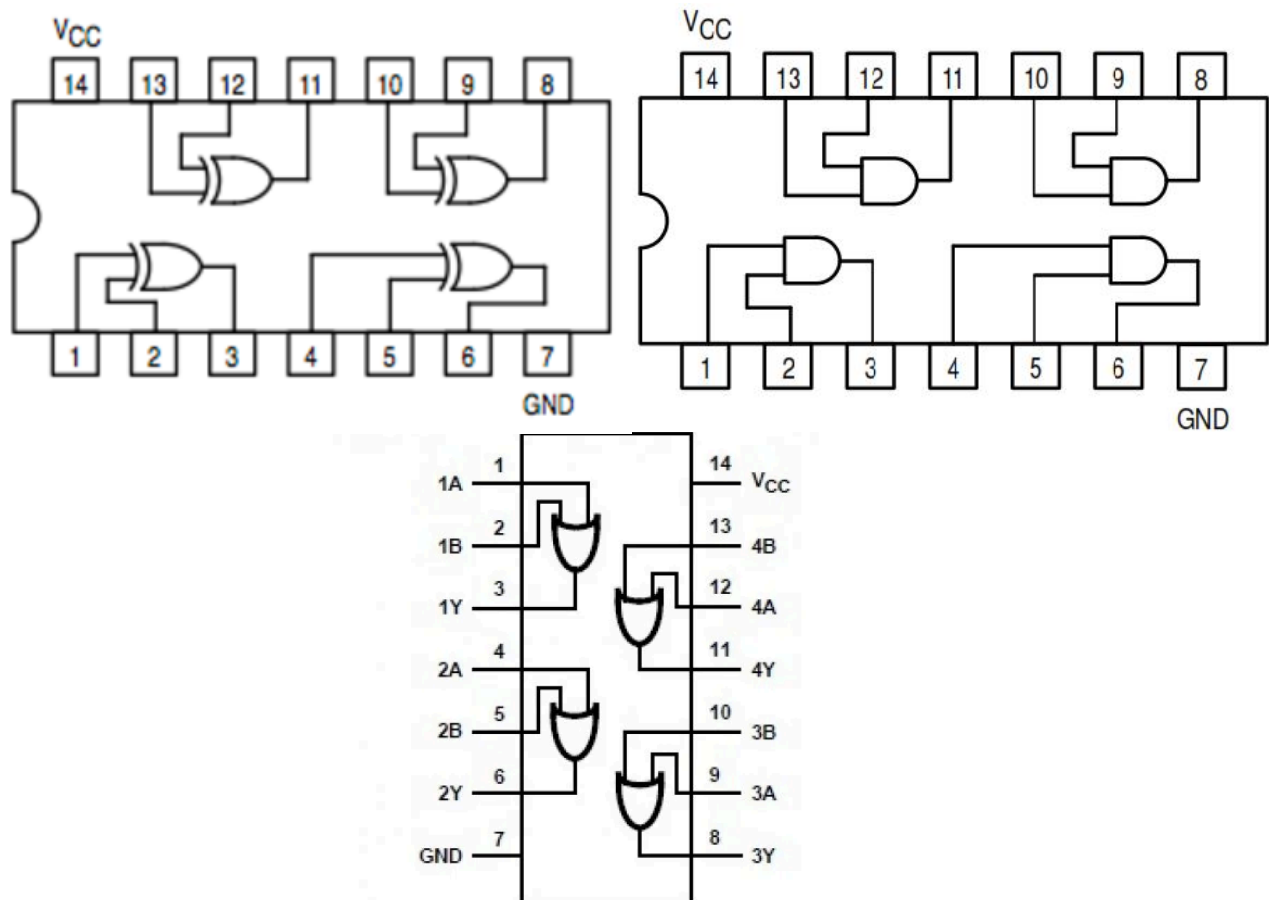 VCC
14 13 12 11 10 9 8
1 2 3 4 5 6 7
GND
VCC
14 13 12 11 10 9 8
1 2 3 4 5 6 7
GND
1A 1
1B 2
1Y 3
2A 4
2B 5
2Y 6
GND 7
14 VCC
13 4B
12 4A
11 4Y
10 3B
9 3A
8 3Y